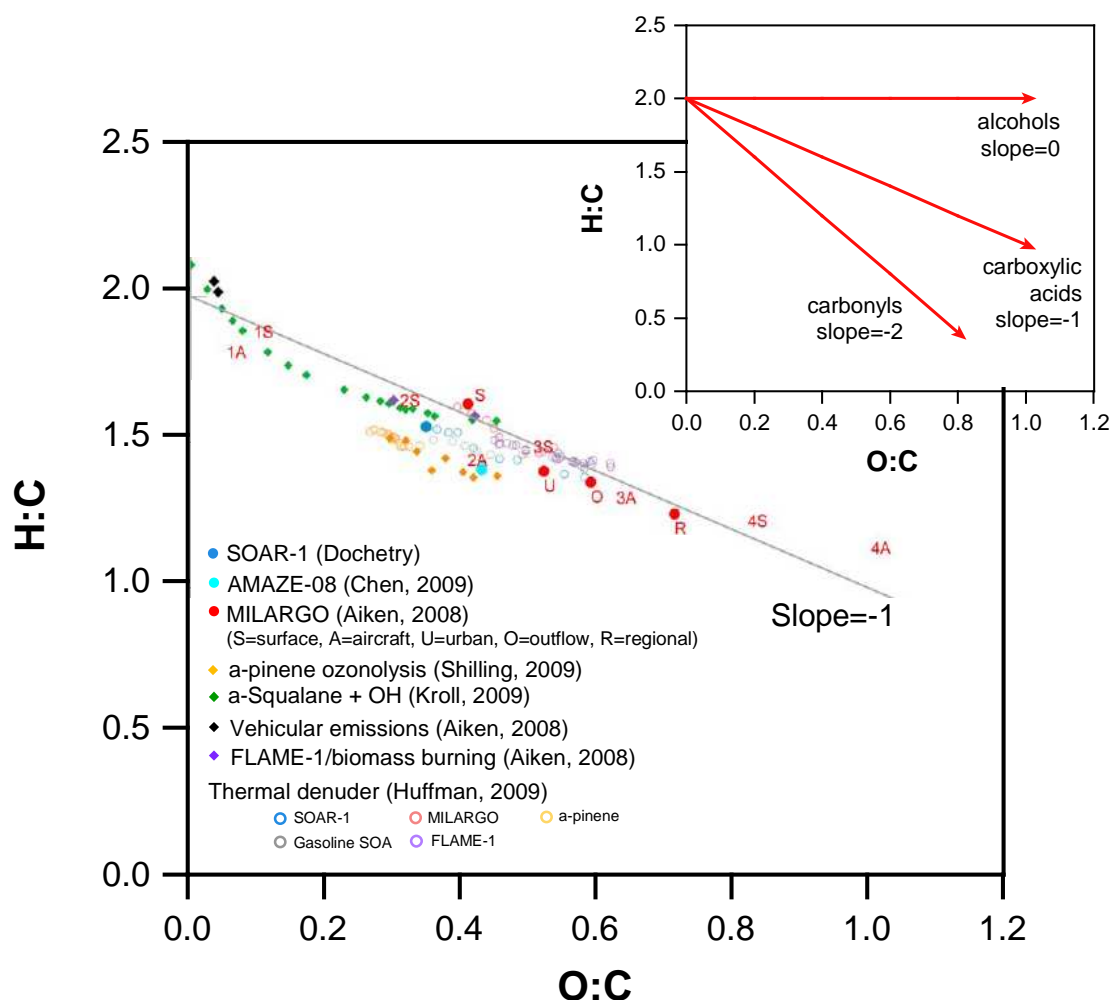 2.5
2.0
1.5
1.0
0.5
0.0
0.0 0.2 0.4 0.6 0.8 1.0 1.2
H:C
O:C
alcohols
slope=0
carboxylic
acids
slope=-1
carbonyls
slope=-2
2.5
2.0
1.5
1.0
0.5
0.0
0.0 0.2 0.4 0.6 0.8 1.0 1.2
H:C
O:C
1S
1A
2S
S
2A
3S
U
O
3A
R
4S
4A
Slope=-1
SOAR-1 (Dochetry)
AMAZE-08 (Chen, 2009)
MILARGO (Aiken, 2008)
(S=surface, A=aircraft, U=urban, O=outflow, R=regional)
a-pinene ozonolysis (Shilling, 2009)
a-Squalane + OH (Kroll, 2009)
Vehicular emissions (Aiken, 2008)
FLAME-1/biomass burning (Aiken, 2008)
Thermal denuder (Huffman, 2009)
SOAR-1 MILARGO a-pinene
Gasoline SOA FLAME-1